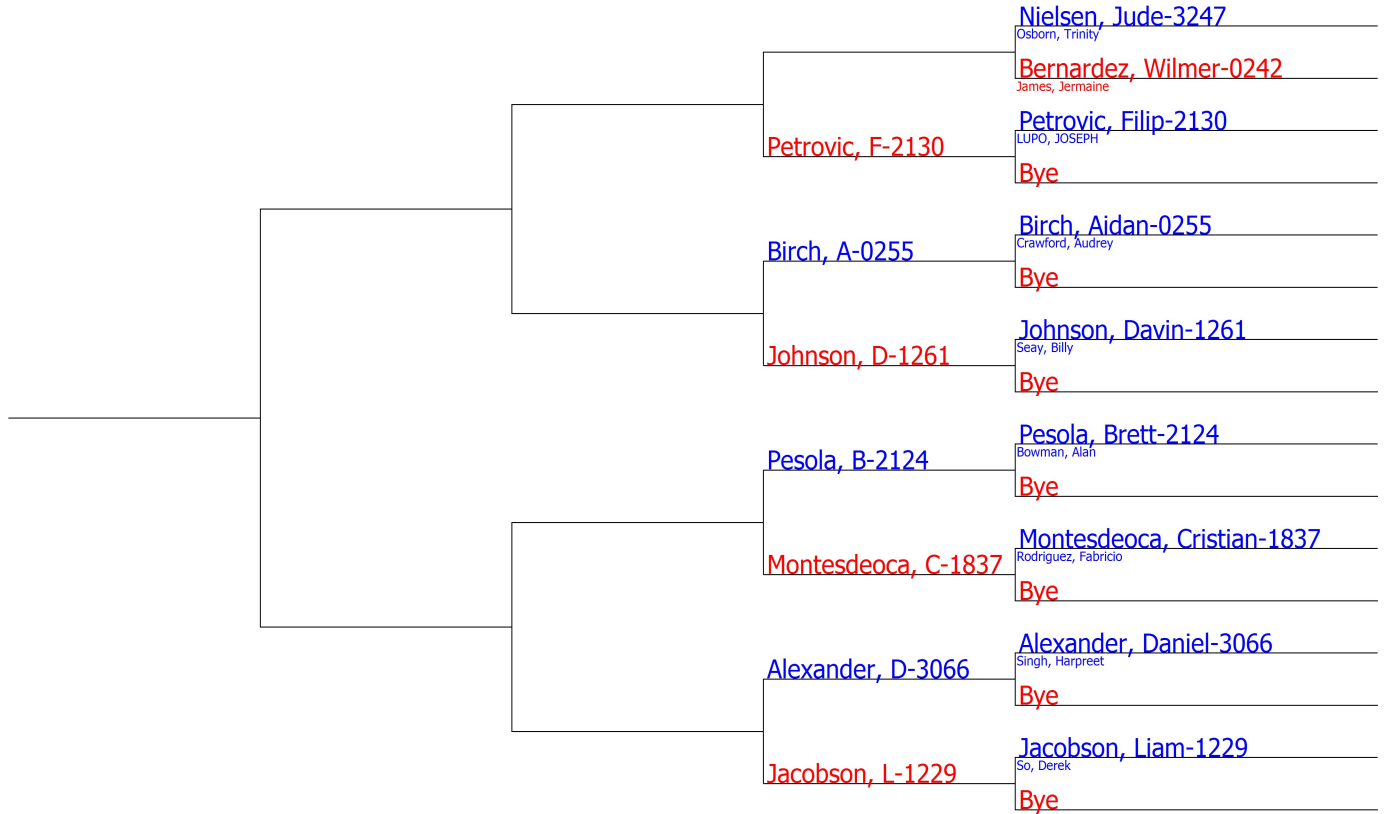 Nielsen, Jude-3247
Osborn, Trinity
Bernardez, Wilmer-0242
James, Jermaine
Petrovic, Filip-2130
LUPO, JOSEPH
Petrovic, F-2130
Bye
Birch, Aidan-0255
Crawford, Audrey
Birch, A-0255
Bye
Johnson, Davin-1261
Seay, Billy
Johnson, D-1261
Bye
Pesola, Brett-2124
Bowman, Alan
Pesola, B-2124
Bye
Montesdeoca, Cristian-1837
Rodriguez, Fabricio
Montesdeoca, C-1837
Bye
Alexander, Daniel-3066
Singh, Harpreet
Alexander, D-3066
Bye
Jacobson, Liam-1229
So, Derek
Jacobson, L-1229
Bye